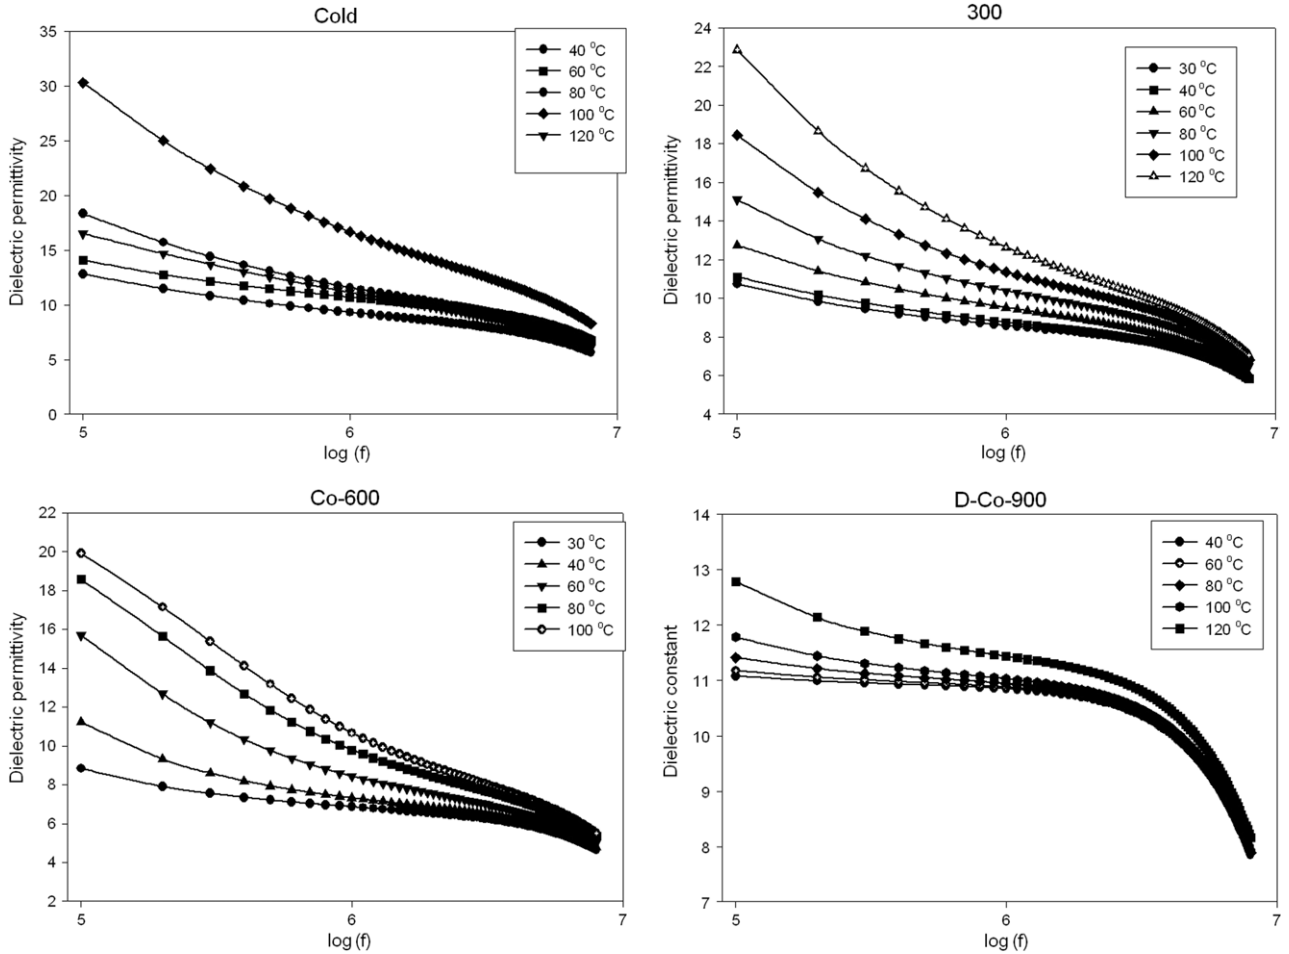 Cold
35
30
25
20
15
10
5
0
Dielectric permittivity
40 °C
60 °C
80 °C
100 °C
120 °C
5 6 7
log (f)
300
24
22
20
18
16
14
12
10
8
6
4
Dielectric permittivity
30 °C
40 °C
60 °C
80 °C
100 °C
120 °C
5 6 7
log (f)
Co-600
22
20
18
16
14
12
10
8
6
4
2
Dielectric permittivity
30 °C
40 °C
60 °C
80 °C
100 °C
5 6 7
log (f)
D-Co-900
14
13
12
11
10
9
8
7
Dielectric constant
40 °C
60 °C
80 °C
100 °C
120 °C
5 6 7
log (f)